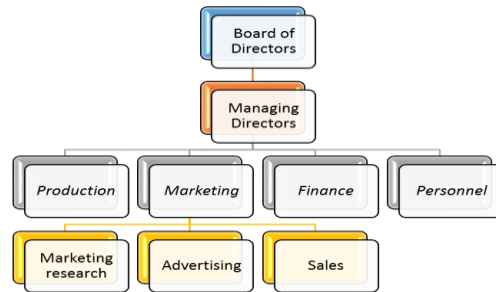 Board of
Directors
Managing
Directors
Production
Marketing
Finance
Personnel
Marketing
research
Advertising
Sales